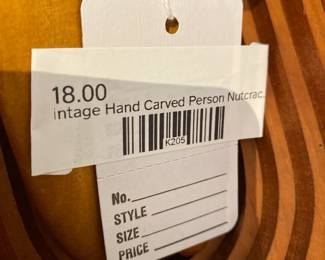 18.00
intage Hand Carved Person Nutcrac.
K205
No.
STYLE
SIZE
PRICE